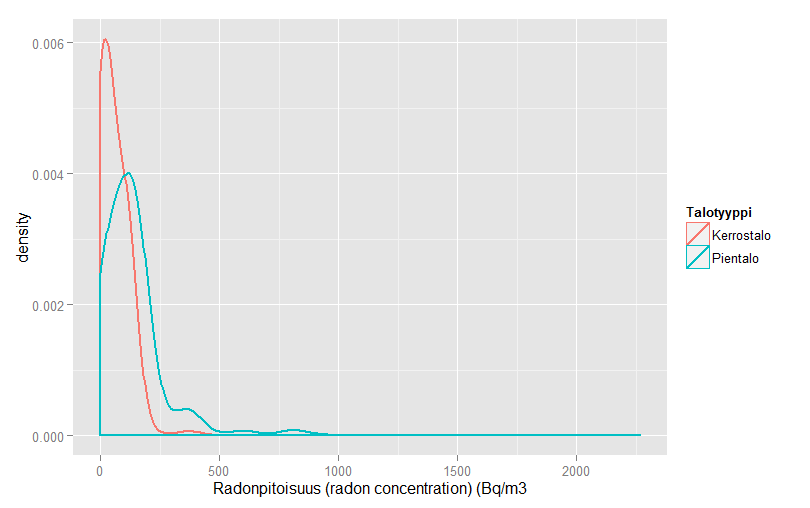 0.006
0.004
0.002
0.000
density
0
500
1000
1500
2000
Radonpitoisuus (radon concentration) (Bq/m3
Talotyyppi
Kerrostalo
Pientalo